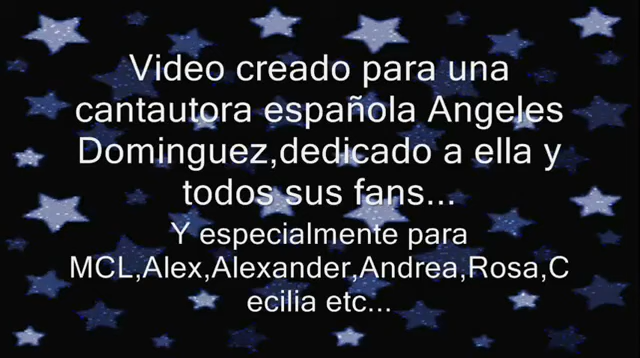 Video creado para una
cantautora española Angeles
Dominguez,dedicado a ella y
todos sus fans...
Y especialmente para
MCL,Alex,Alexander,Andrea,Rosa,C
ecilia etc...